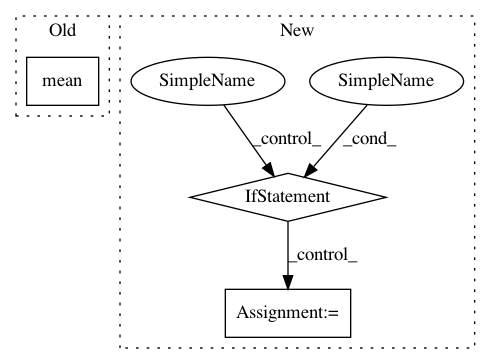 Old
New
mean
SimpleName
SimpleName
_control_
_cond_
IfStatement
_control_
Assignment:=